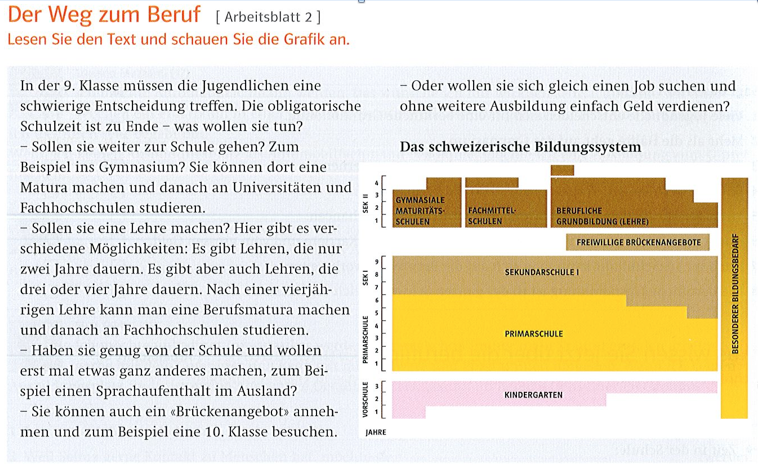 Der Weg zum Beruf [ Arbeitsblatt 2 ]
Lesen Sie den Text und schauen Sie die Grafik an.
In der 9. Klasse müssen die Jugendlichen eine
schwierige Entscheidung treffen. Die obligatorische
Schulzeit ist zu Ende – was wollen sie tun?
– Sollen sie weiter zur Schule gehen? Zum
Beispiel ins Gymnasium? Sie können dort eine
Matura machen und danach an Universitäten und
Fachhochschulen studieren.
– Sollen sie eine Lehre machen? Hier gibt es ver-
schiedene Möglichkeiten: Es gibt Lehren, die nur
zwei Jahre dauern. Es gibt aber auch Lehren, die
drei oder vier Jahre dauern. Nach einer vierjäh-
rigen Lehre kann man eine Berufsmatura machen
und danach an Fachhochschulen studieren.
– Haben sie genug von der Schule und wollen
erst mal etwas ganz anderes machen, zum Bei-
spiel einen Sprachaufenthalt im Ausland?
– Sie können auch ein «Brückenangebot» anneh-
men und zum Beispiel eine 10. Klasse besuchen.
– Oder wollen sie sich gleich einen Job suchen und
ohne weitere Ausbildung einfach Geld verdienen?
Das schweizerische Bildungssystem
SEK II
4
3
2
1
GYMNASIALE
MATURITÄTS-
SCHULEN
FACHMITTEL-
SCHULEN
BERUFLICHE
GRUNDBILDUNG (LEHRE)
FREIWILLIGE BRÜCKENANGEBOTE
SEK I
9
8
7
SEKUNDARSCHULE I
PRIMARSCHULE
6
5
4
3
2
1
PRIMARSCHULE
VORSCHULE
3
2
1
KINDERGARTEN
JAHRE
BESONDERER BILDUNGSBEDARF